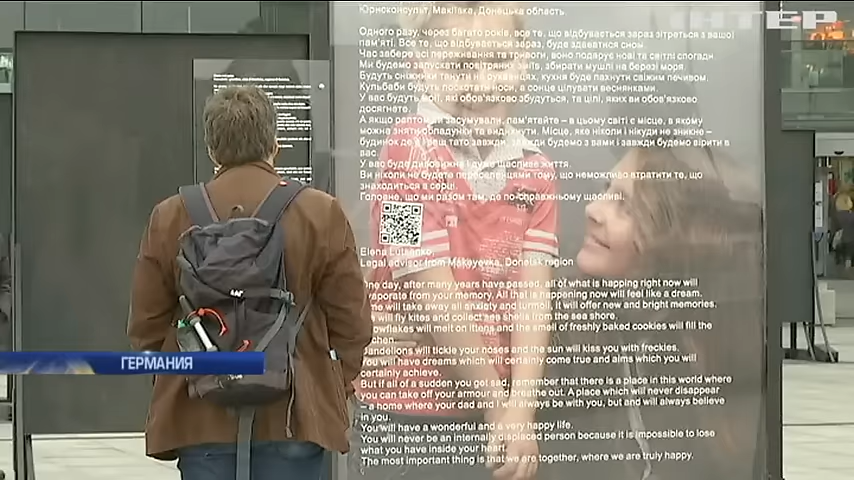 ІНТЕР
Юрисконсульт, Макіївка, Донецька область.
Одного разу, через багато років, все те, що відбувається зараз зітреться з вашої
пам'яті. Все те, що відбувається зараз, буде здаватися сном.
Час забере всі переживання та тривоги, воно подарує нові та світлі спогади
Ми будемо запускати повітряних зміїв, збирати мушлі на березі моря.
Будуть сніжинки танути на рукавицях, кухня буде пахнути свіжим печивом.
Кульбаби будуть лоскотати носи, а сонце цілувати веснянками.
У вас будуть мрії, які обов'язково збудуться, та цілі, яких ви обов'язково
досягнете.
А якщо раптом ви засумували, пам'ятайте – в цьому світі є місце, в якому
можна зняти обладунки та видихнути. Місце, яке ніколи і нікуди не зникне –
будинок де я і ваш тато завжди, завжди будемо з вами і завжди будемо вірити в
вас.
У вас буде дивовижне і дуже щасливе життя.
Ви ніколи не будете переселенцями тому, що неможливо втратити те, що
знаходиться в серці.
Головне, що ми разом там, де по-справжньому щасливі.
Elena Lutsenko,
Legal advisor from Makeyevka, Donetsk region
One day, after many years have passed, all of what is happing right now will
evaporate from your memory. All that is happening now will feel like a dream.
Time will take away all anxiety and turmoil, it will offer new and bright memories.
We will fly kites and collect sea shells from the sea shore.
Snowflakes will melt on mittens and the smell of freshly baked cookies will fill the
kitchen.
Dandelions will tickle your noses and the sun will kiss you with freckles.
You will have dreams which will certainly come true and aims which you will
certainly achieve.
But if all of a sudden you get sad, remember that there is a place in this world where
you can take off your armour and breathe out. A place which will never disappear
– a home where your dad and I will always be with you, but and will always believe
in you.
You will have a wonderful and a very happy life.
You will never be an internally displaced person because it is impossible to lose
what you have inside your heart.
The most important thing is that we are together, where we are truly happy.
CAT
ГЕРМАНИЯ